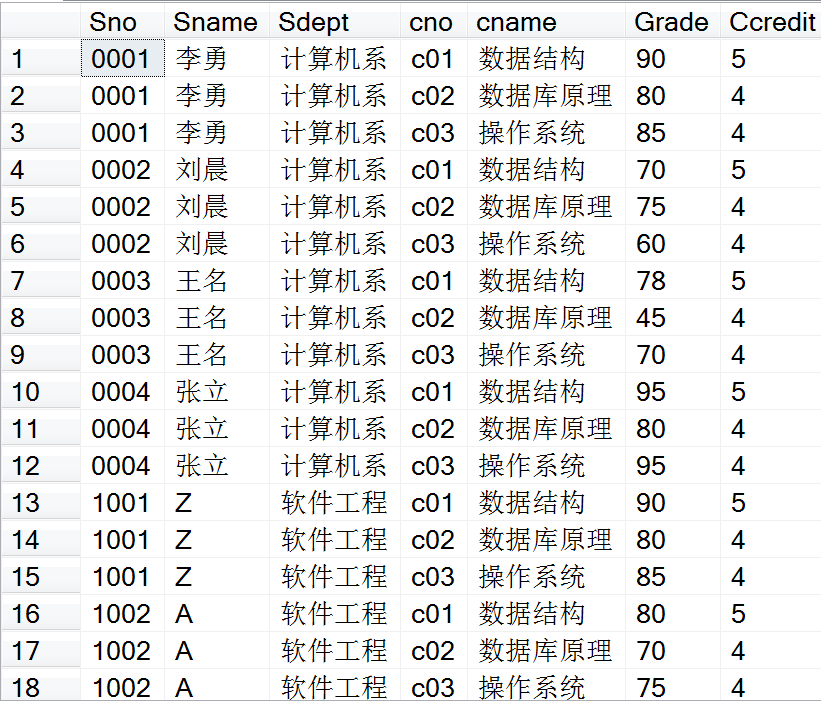 Sno Sname Sdept cno cname Grade Ccredit
1 0001 李勇 计算机系 c01 数据结构 90 5
2 0001 李勇 计算机系 c02 数据库原理 80 4
3 0001 李勇 计算机系 c03 操作系统 85 4
4 0002 刘晨 计算机系 c01 数据结构 70 5
5 0002 刘晨 计算机系 c02 数据库原理 75 4
6 0002 刘晨 计算机系 c03 操作系统 60 4
7 0003 王名 计算机系 c01 数据结构 78 5
8 0003 王名 计算机系 c02 数据库原理 45 4
9 0003 王名 计算机系 c03 操作系统 70 4
10 0004 张立 计算机系 c01 数据结构 95 5
11 0004 张立 计算机系 c02 数据库原理 80 4
12 0004 张立 计算机系 c03 操作系统 95 4
13 1001 Z 软件工程 c01 数据结构 90 5
14 1001 Z 软件工程 c02 数据库原理 80 4
15 1001 Z 软件工程 c03 操作系统 85 4
16 1002 A 软件工程 c01 数据结构 80 5
17 1002 A 软件工程 c02 数据库原理 70 4
18 1002 A 软件工程 c03 操作系统 75 4